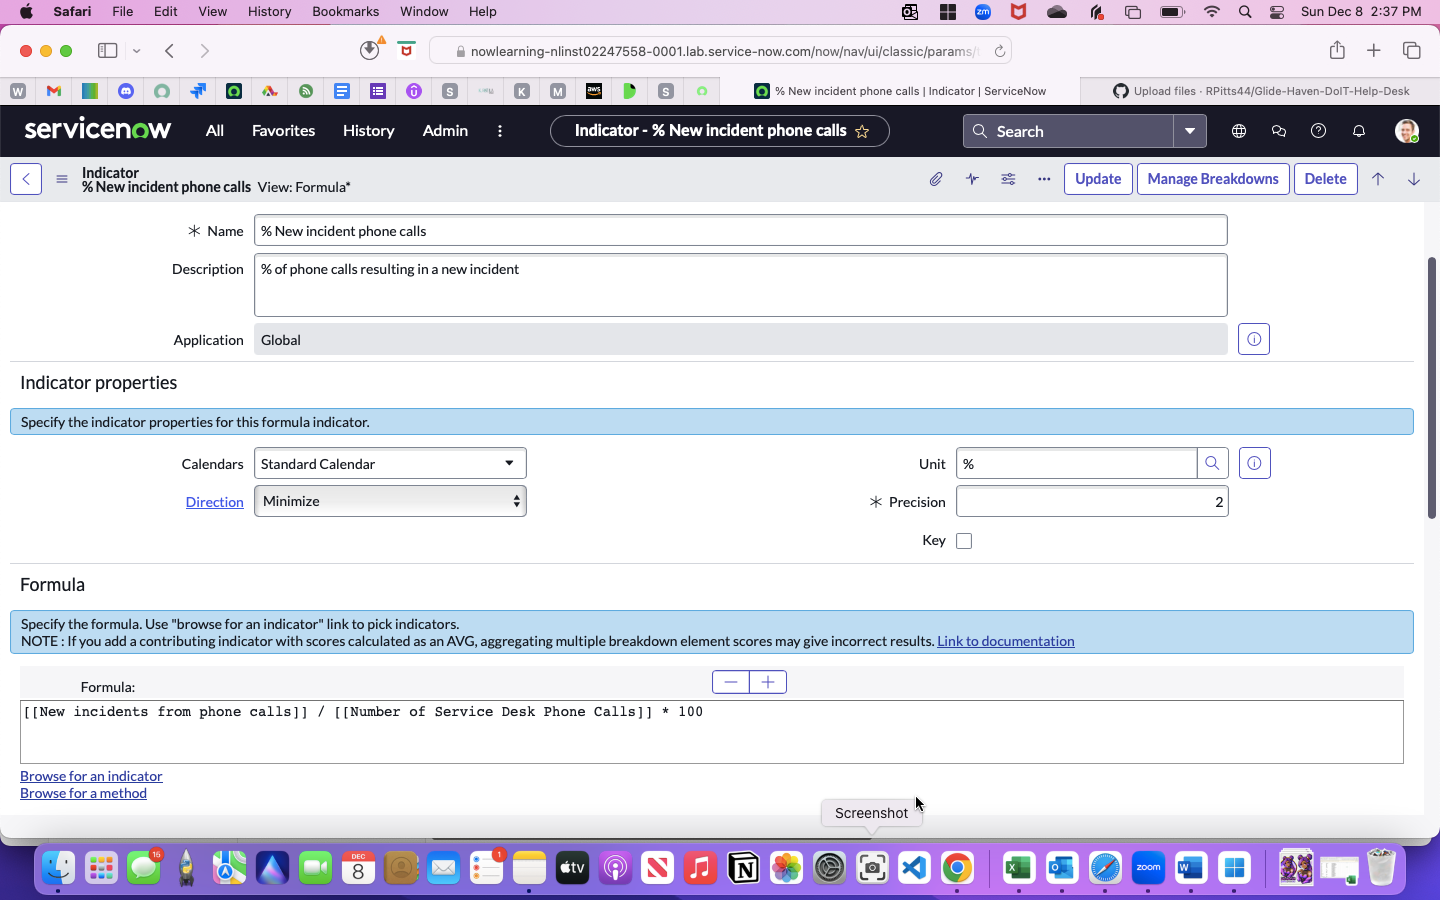 Safari File Edit View History Bookmarks Window Help zm Sun Dec 8 2:37 PM
nowlearning-nlinst02247558-0001.lab.service-now.com/now/nav/ui/classic/params/
W S K M aws S % New incident phone calls | Indicator | ServiceNow Upload files · RPitts44/Glide-Haven-DoIT-Help-Desk
servicenow All Favorites History Admin Indicator - % New incident phone calls Search
Indicator
% New incident phone calls View: Formula* Update Manage Breakdowns Delete
Name % New incident phone calls
Description % of phone calls resulting in a new incident
Application Global
Indicator properties
Specify the indicator properties for this formula indicator.
Calendars Standard Calendar Unit %
Direction Minimize Precision 2
Key
Formula
Specify the formula. Use "browse for an indicator" link to pick indicators.
NOTE : If you add a contributing indicator with scores calculated as an AVG, aggregating multiple breakdown element scores may give incorrect results. Link to documentation
Formula:
[[New incidents from phone calls]] / [[Number of Service Desk Phone Calls]] * 100
Browse for an indicator
Browse for a method
Screenshot
15 DEC 8 1 tv zoom